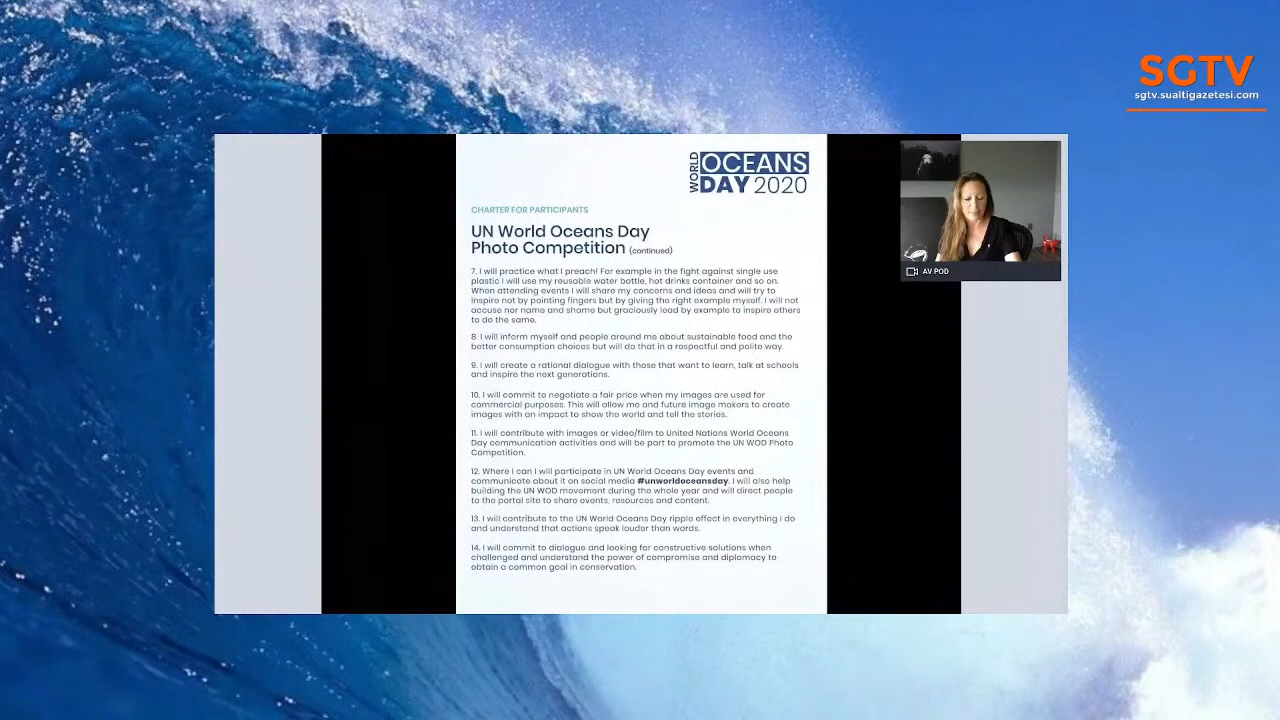 SGTV
sgtv.sualtigazetesi.com
WORLD OCEANS
DAY 2020
CHARTER FOR PARTICIPANTS
UN World Oceans Day
Photo Competition (continued)
7. I will practice what I preach! For example in the fight against single use
plastic I will use my reusable water bottle, hot drinks container and so on.
When attending events I will share my concerns and ideas and will try to
inspire not by pointing fingers but by giving the right example myself. I will not
accuse nor name and shame but graciously lead by example to inspire others
to do the same.
8. I will inform myself and people around me about sustainable food and the
better consumption choices but will do that in a respectful and polite way.
9. I will create a rational dialogue with those that want to learn, talk at schools
and inspire the next generations.
10. I will commit to negotiate a fair price when my images are used for
commercial purposes. This will allow me and future image makers to create
images with an impact to show the world and tell the stories.
11. I will contribute with images or video/film to United Nations World Oceans
Day communication activities and will be part to promote the UN WOD Photo
Competition.
12. Where I can I will participate in UN World Oceans Day events and
communicate about it on social media #unworldoceansday. I will also help
building the UN WOD movement during the whole year and will direct people
to the portal site to share events, resources and content.
13. I will contribute to the UN World Oceans Day ripple effect in everything I do
and understand that actions speak louder than words.
14. I will commit to dialogue and looking for constructive solutions when
challenged and understand the power of compromise and diplomacy to
obtain a common goal in conservation.
AV POD